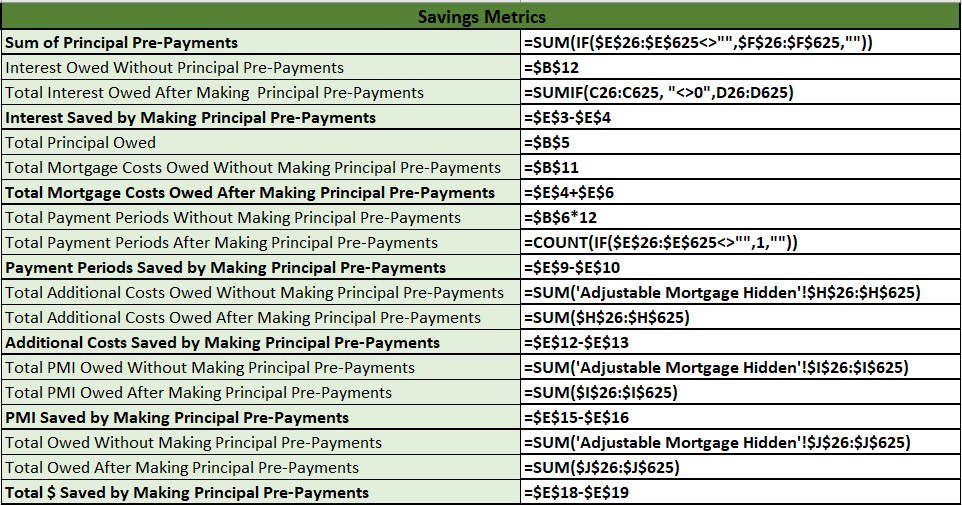 Savings Metrics
Sum of Principal Pre-Payments =SUM(IF($E$26:$E$625<>"",$F$26:$F$625,""))
Interest Owed Without Principal Pre-Payments =$B$12
Total Interest Owed After Making  Principal Pre-Payments =SUMIF(C26:C625, "<>0",D26:D625)
Interest Saved by Making Principal Pre-Payments =$E$3-$E$4
Total Principal Owed =$B$5
Total Mortgage Costs Owed Without Making Principal Pre-Payments =$B$11
Total Mortgage Costs Owed After Making Principal Pre-Payments =$E$4+$E$6
Total Payment Periods Without Making Principal Pre-Payments =$B$6*12
Total Payment Periods After Making Principal Pre-Payments =COUNT(IF($E$26:$E$625<>"",1,""))
Payment Periods Saved by Making Principal Pre-Payments =$E$9-$E$10
Total Additional Costs Owed Without Making Principal Pre-Payments =SUM('Adjustable Mortgage Hidden'!$H$26:$H$625)
Total Additional Costs Owed After Making Principal Pre-Payments =SUM($H$26:$H$625)
Additional Costs Saved by Making Principal Pre-Payments =$E$12-$E$13
Total PMI Owed Without Making Principal Pre-Payments =SUM('Adjustable Mortgage Hidden'!$I$26:$I$625)
Total PMI Owed After Making Principal Pre-Payments =SUM($I$26:$I$625)
PMI Saved by Making Principal Pre-Payments =$E$15-$E$16
Total Owed Without Making Principal Pre-Payments =SUM('Adjustable Mortgage Hidden'!$J$26:$J$625)
Total Owed After Making Principal Pre-Payments =SUM($J$26:$J$625)
Total $ Saved by Making Principal Pre-Payments =$E$18-$E$19